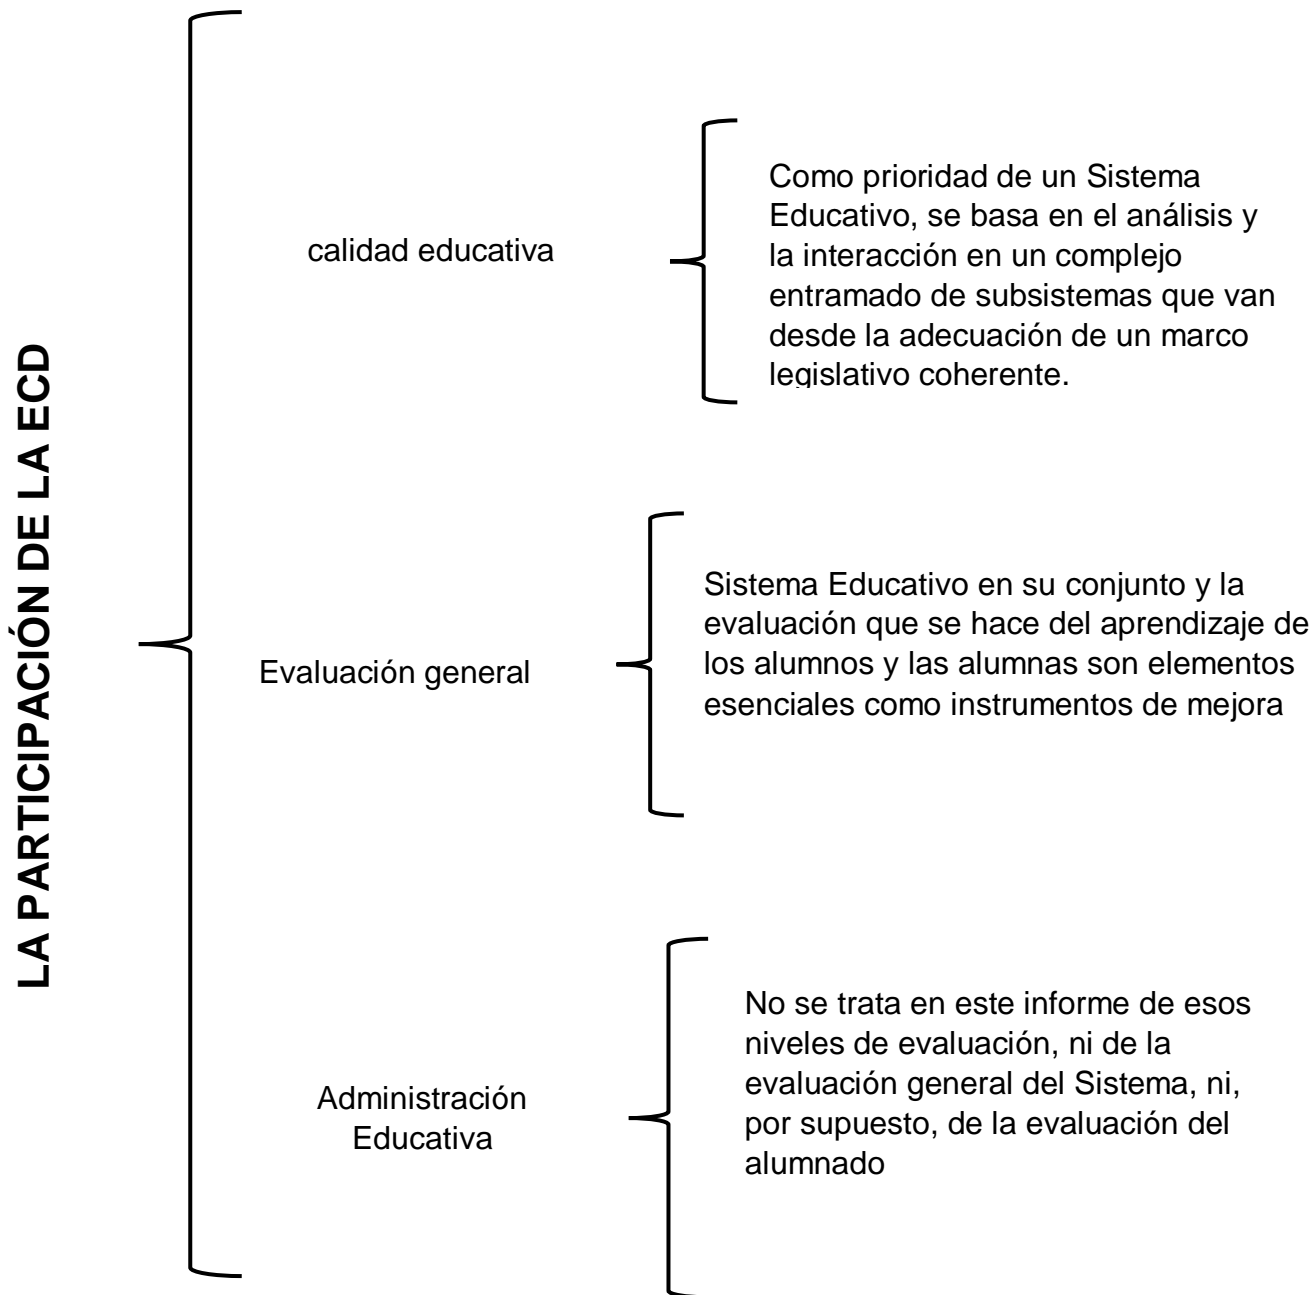 LA PARTICIPACIÓN DE LA ECD
calidad educativa
Como prioridad de un Sistema
Educativo, se basa en el análisis y
la interacción en un complejo
entramado de subsistemas que van
desde la adecuación de un marco
legislativo coherente.
Evaluación general
Sistema Educativo en su conjunto y la
evaluación que se hace del aprendizaje de
los alumnos y las alumnas son elementos
esenciales como instrumentos de mejora
Administración
Educativa
No se trata en este informe de esos
niveles de evaluación, ni de la
evaluación general del Sistema, ni,
por supuesto, de la evaluación del
alumnado